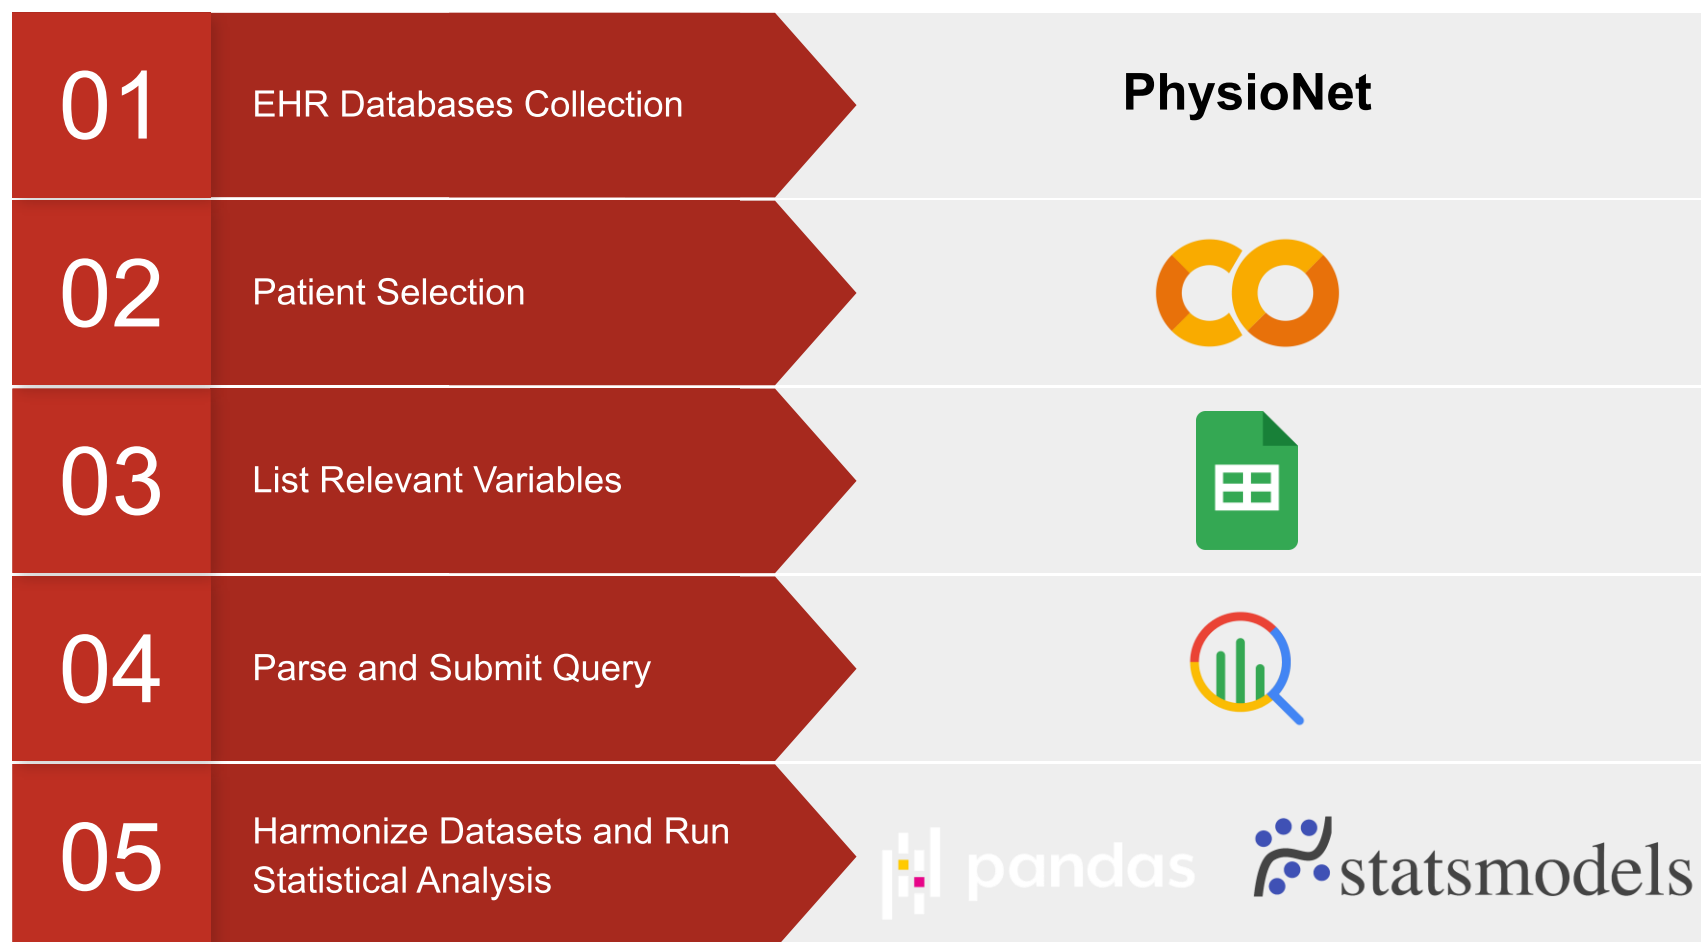 01
EHR Databases Collection
PhysioNet
02
Patient Selection
03
List Relevant Variables
04
Parse and Submit Query
05
Harmonize Datasets and Run
Statistical Analysis
pandas
statsmodels